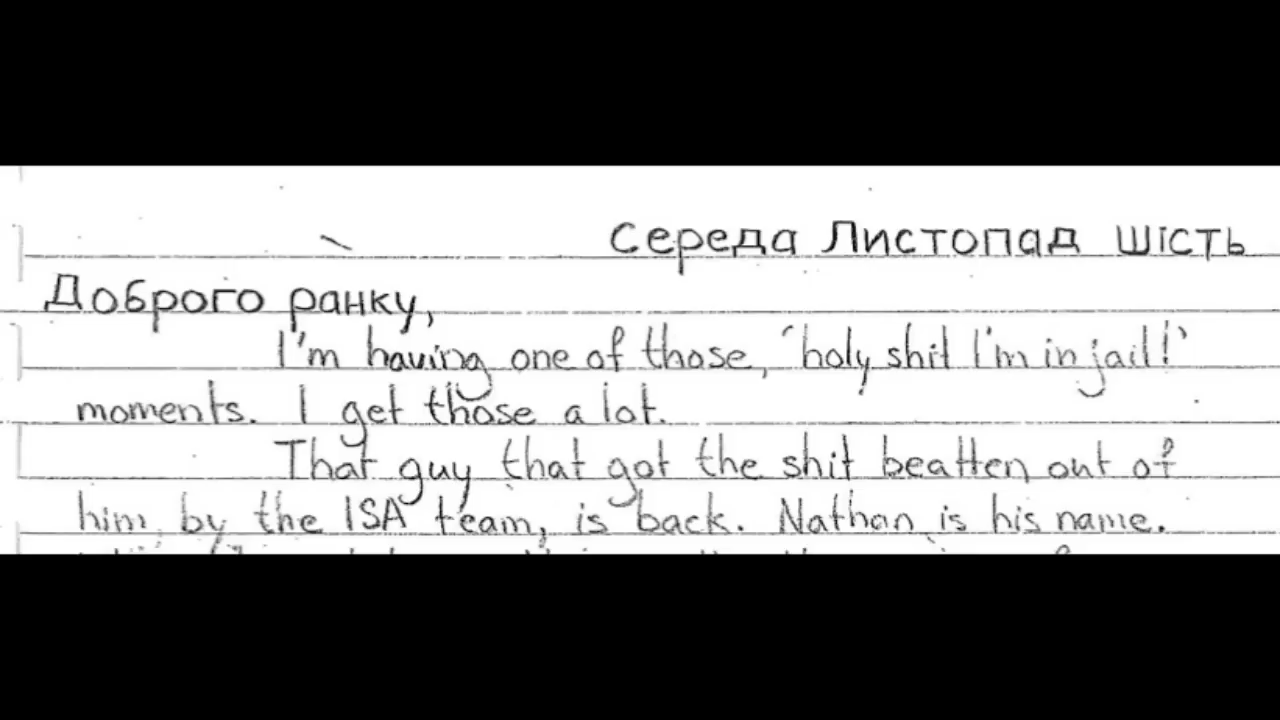 Середа Листопад шість
Доброго ранку,
I'm having one of those, 'holy shit I'm in jail!'
moments. I get those a lot.
That guy that got the shit beatten out of
him, by the ISA team, is back. Nathan is his name.